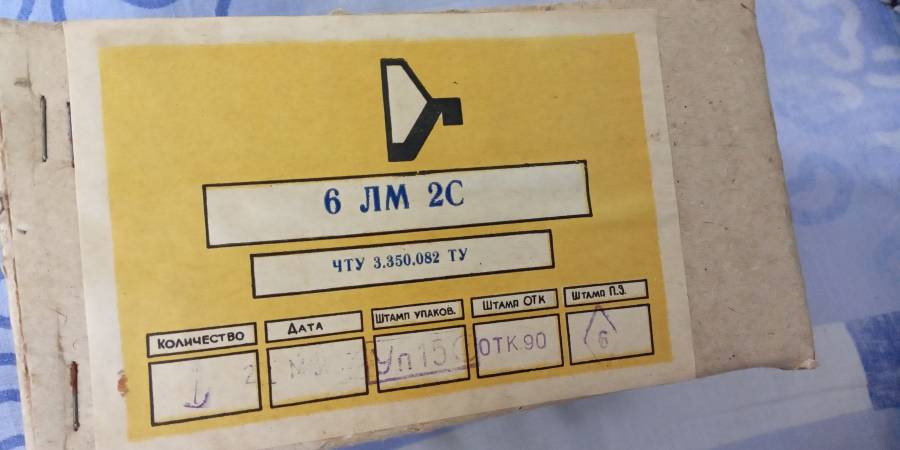 6 ЛМ 2С
ЧТУ 3.350.082 ТУ
КОЛИЧЕСТВО ДАТА ШТАМП УПАКОВ. ШТАМП ОТК ШТАМП П.З.
Уп15 ОТК.90 6